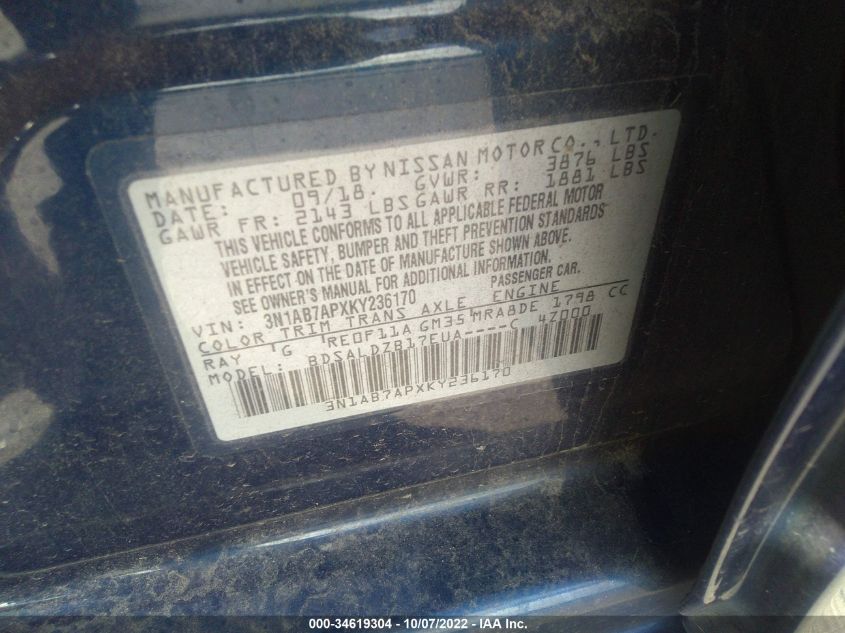 MANUFACTURED BY NISSAN MOTOR CO., LTD.
DATE: 09/18. GVWR: 3876 LBS
GAWR FR: 2143 LBS GAWR RR: 1881 LBS
THIS VEHICLE CONFORMS TO ALL APPLICABLE FEDERAL MOTOR
VEHICLE SAFETY, BUMPER AND THEFT PREVENTION STANDARDS
IN EFFECT ON THE DATE OF MANUFACTURE SHOWN ABOVE.
SEE OWNER'S MANUAL FOR ADDITIONAL INFORMATION.
VIN: 3N1AB7APXKY236170 PASSENGER CAR.
COLOR TRIM TRANS AXLE ENGINE
RAY 'G 'RE0F11A GM35'MRA8DE 1798 CC
MODEL: BDSALDZB17EUA----C 4Z000
3N1AB7APXKY236170
000-34619304 - 10/07/2022 - IAA Inc.